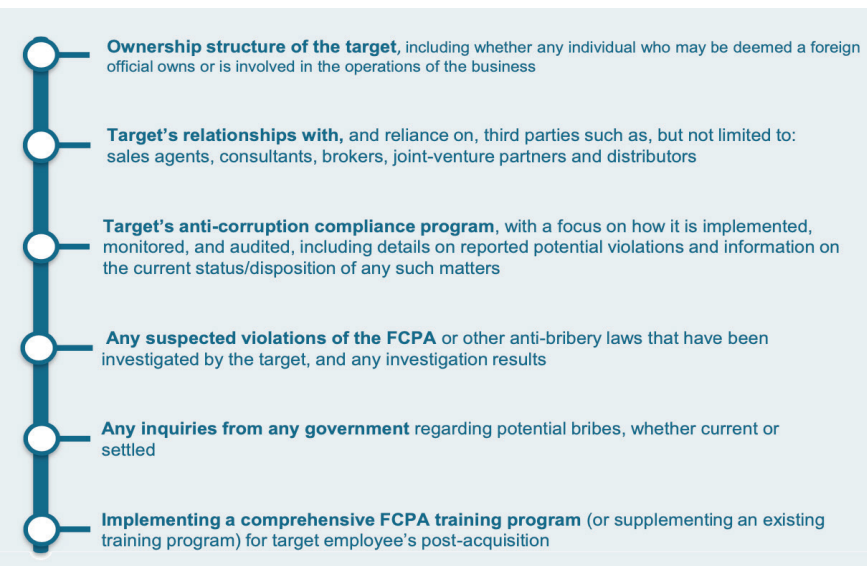 Ownership structure of the target, including whether any individual who may be deemed a foreign
official owns or is involved in the operations of the business
Target's relationships with, and reliance on, third parties such as, but not limited to:
sales agents, consultants, brokers, joint-venture partners and distributors
Target's anti-corruption compliance program, with a focus on how it is implemented,
monitored, and audited, including details on reported potential violations and information on
the current status/disposition of any such matters
Any suspected violations of the FCPA or other anti-bribery laws that have been
investigated by the target, and any investigation results
Any inquiries from any government regarding potential bribes, whether current or
settled
Implementing a comprehensive FCPA training program (or supplementing an existing
training program) for target employee's post-acquisition